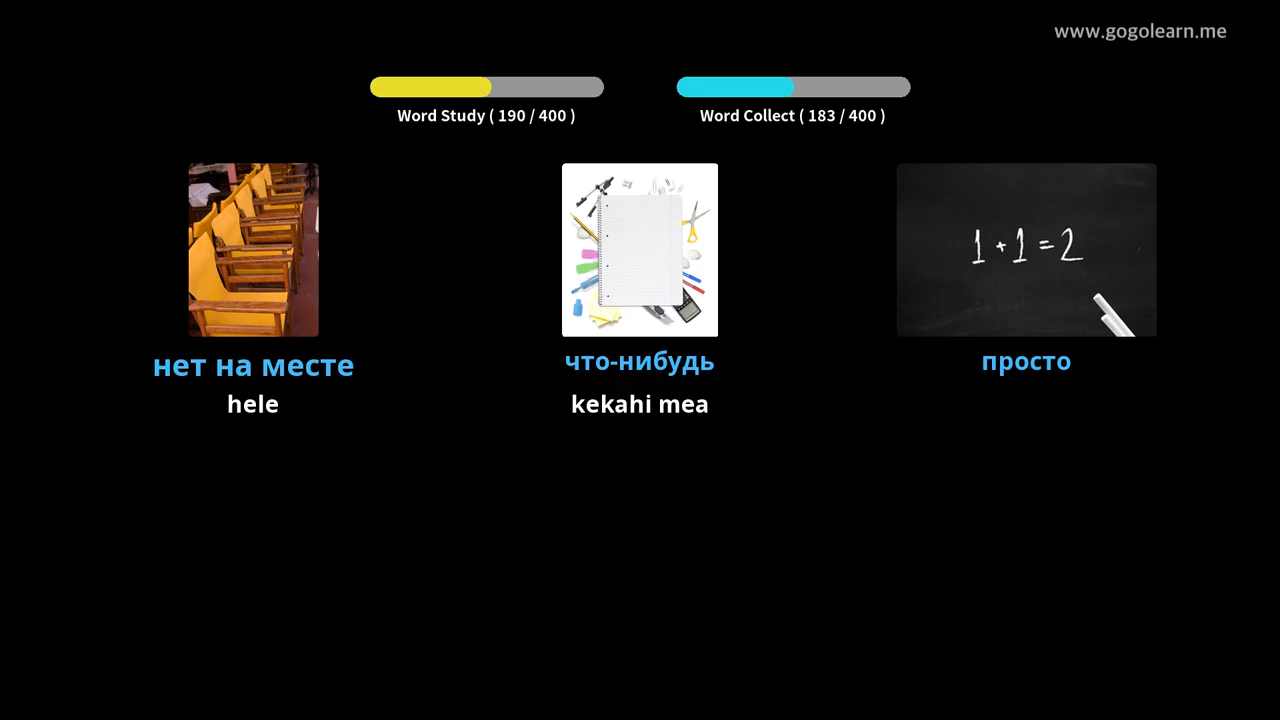 www.gogolearn.me
Word Study ( 190 / 400 )
Word Collect ( 183 / 400 )
1 + 1 = 2
нет на месте
что-нибудь
просто
hele
kekahi mea